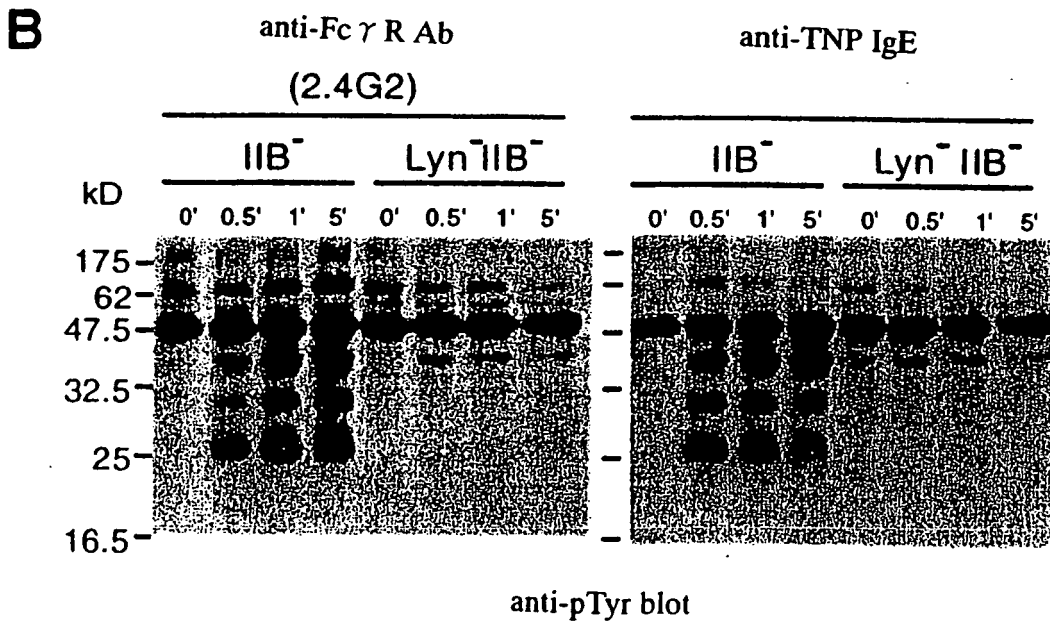 B
anti-Fc γ R Ab
(2.4G2)
anti-TNP IgE
IIB⁻ Lyn⁻IIB⁻ IIB⁻ Lyn⁻ IIB⁻
kD
0' 0.5' 1' 5' 0' 0.5' 1' 5' 0' 0.5' 1' 5' 0' 0.5' 1' 5'
175
62
47.5
32.5
25
16.5
anti-pTyr blot